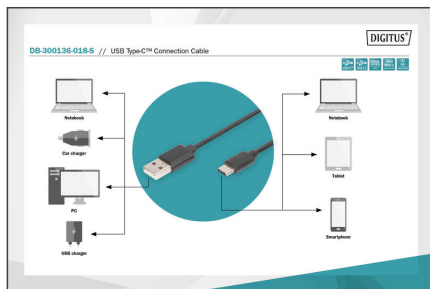 DIGITUS®
DB-300136-018-S // USB Type-C™ Connection Cable
Notebook
Car charger
PC
USB charger
Notebook
Tablet
Smartphone